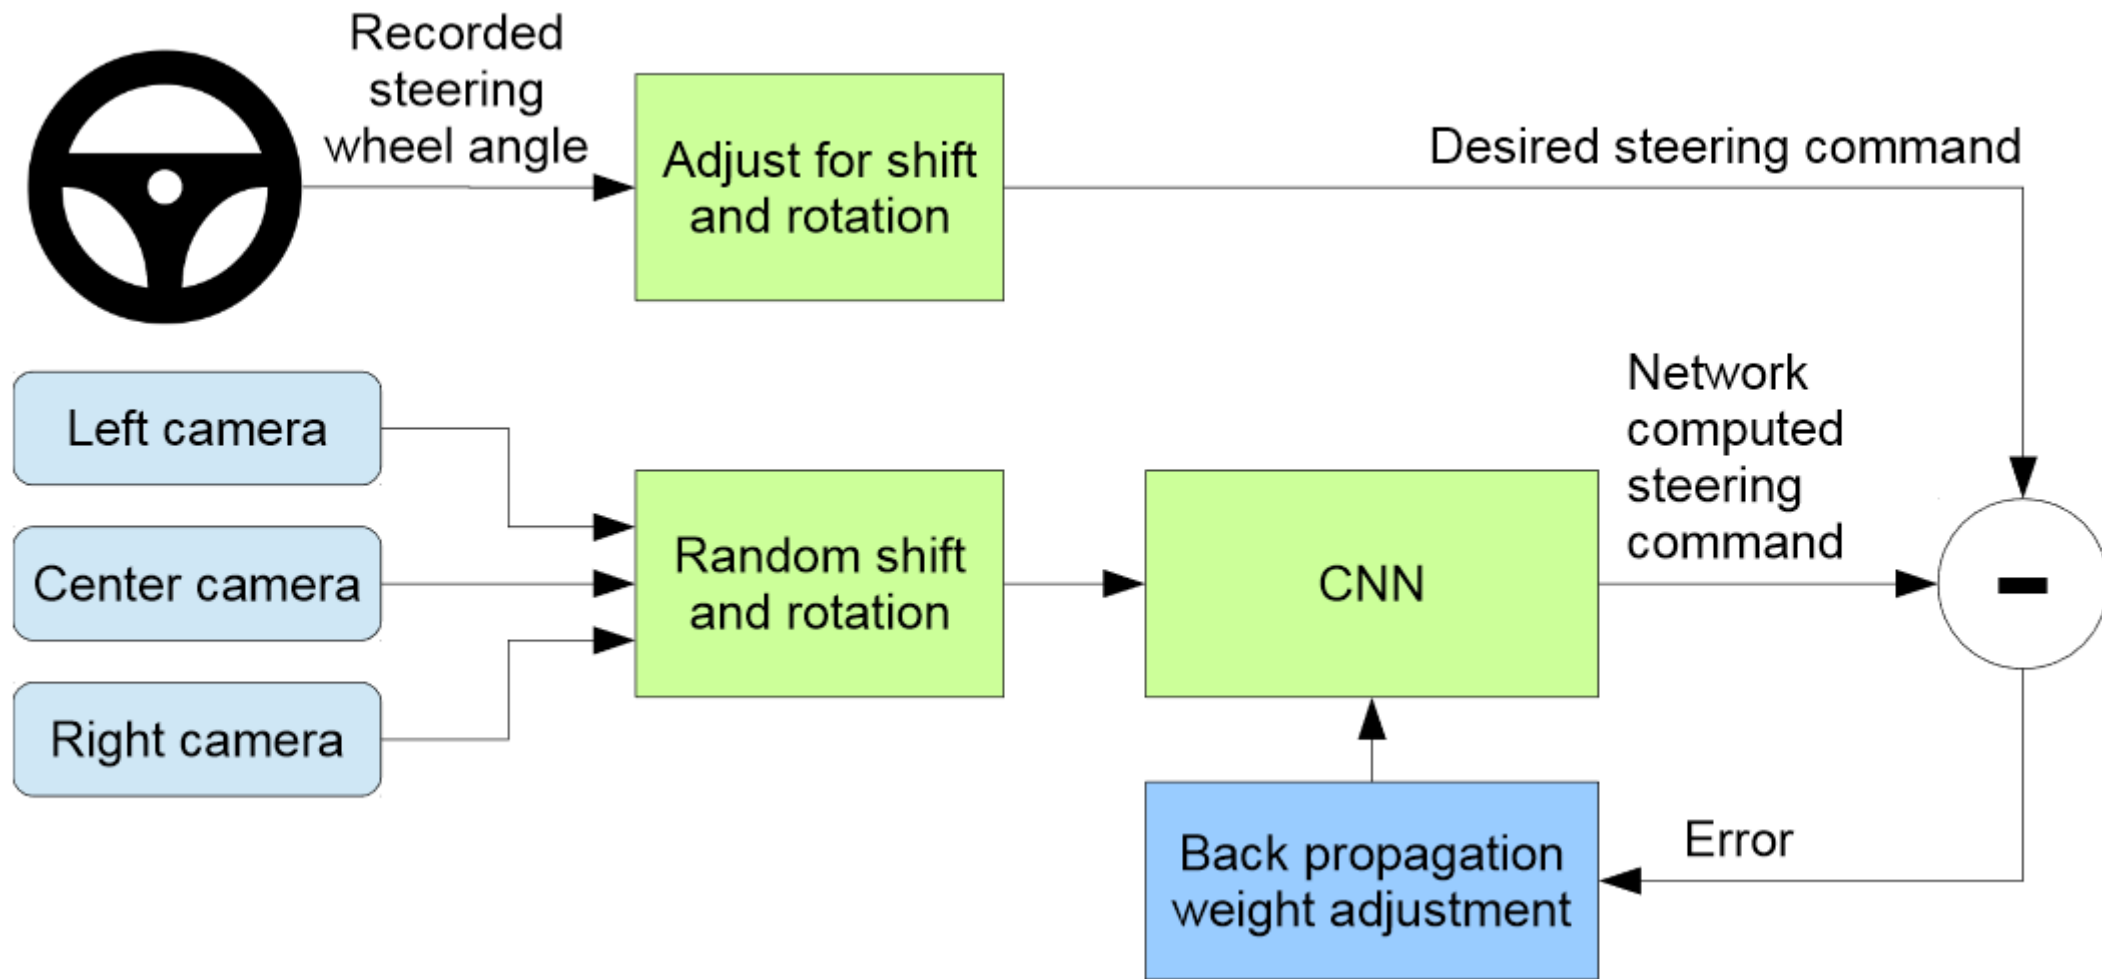 Recorded
steering
wheel angle
Adjust for shift
and rotation
Desired steering command
Left camera
Center camera
Right camera
Random shift
and rotation
CNN
Network
computed
steering
command
-
Back propagation
weight adjustment
Error